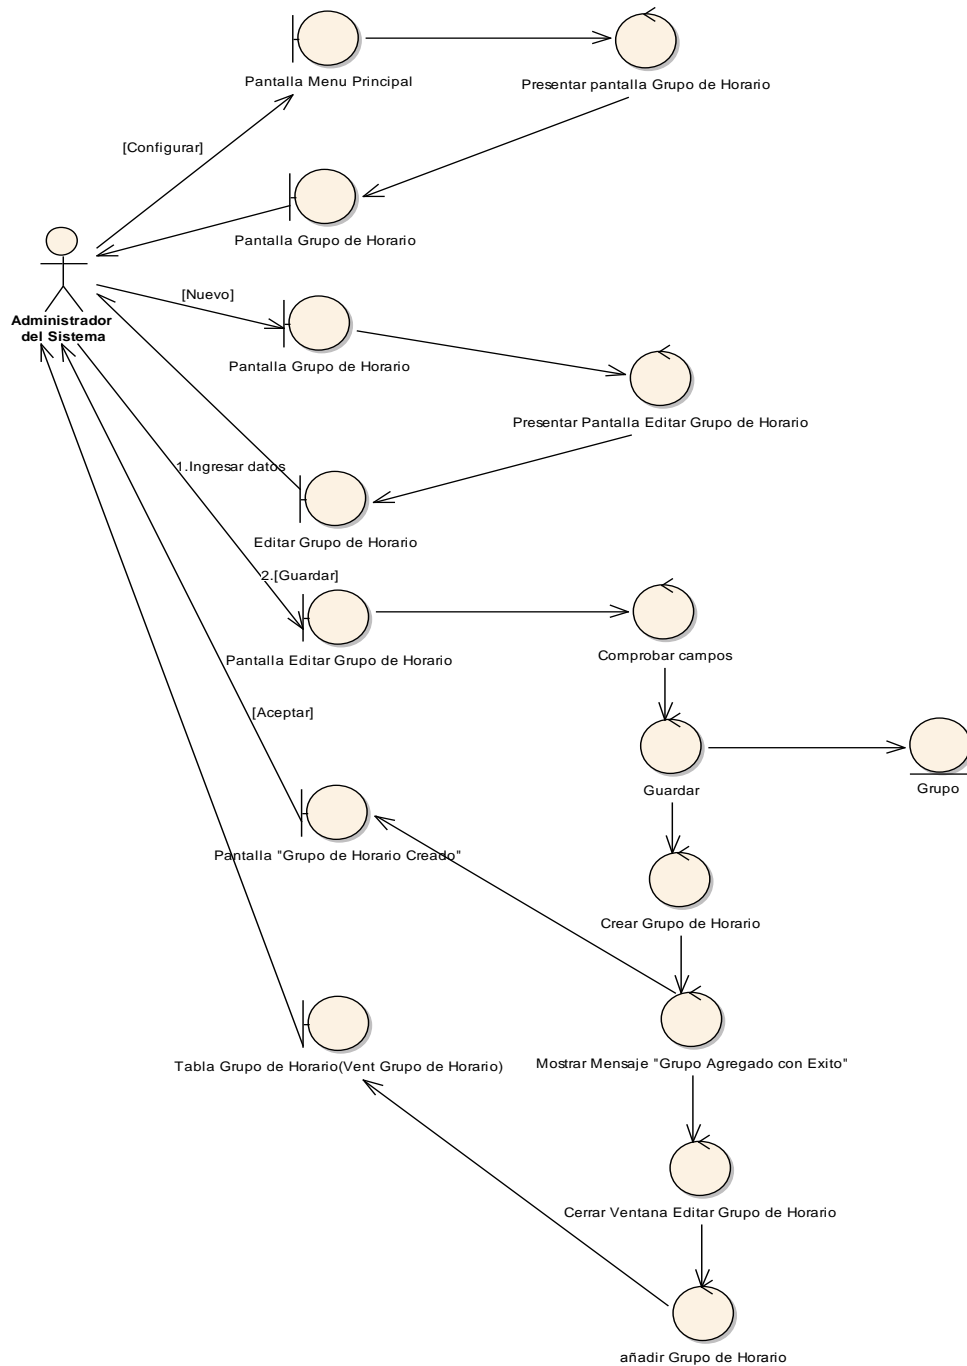 Pantalla Menu Principal
Presentar pantalla Grupo de Horario
[Configurar]
Pantalla Grupo de Horario
Administrador
del Sistema
[Nuevo]
Pantalla Grupo de Horario
Presentar Pantalla Editar Grupo de Horario
1.Ingresar datos
Editar Grupo de Horario
2.[Guardar]
Pantalla Editar Grupo de Horario
Comprobar campos
[Aceptar]
Guardar
Grupo
Pantalla "Grupo de Horario Creado"
Crear Grupo de Horario
Tabla Grupo de Horario(Vent Grupo de Horario)
Mostrar Mensaje "Grupo Agregado con Exito"
Cerrar Ventana Editar Grupo de Horario
añadir Grupo de Horario